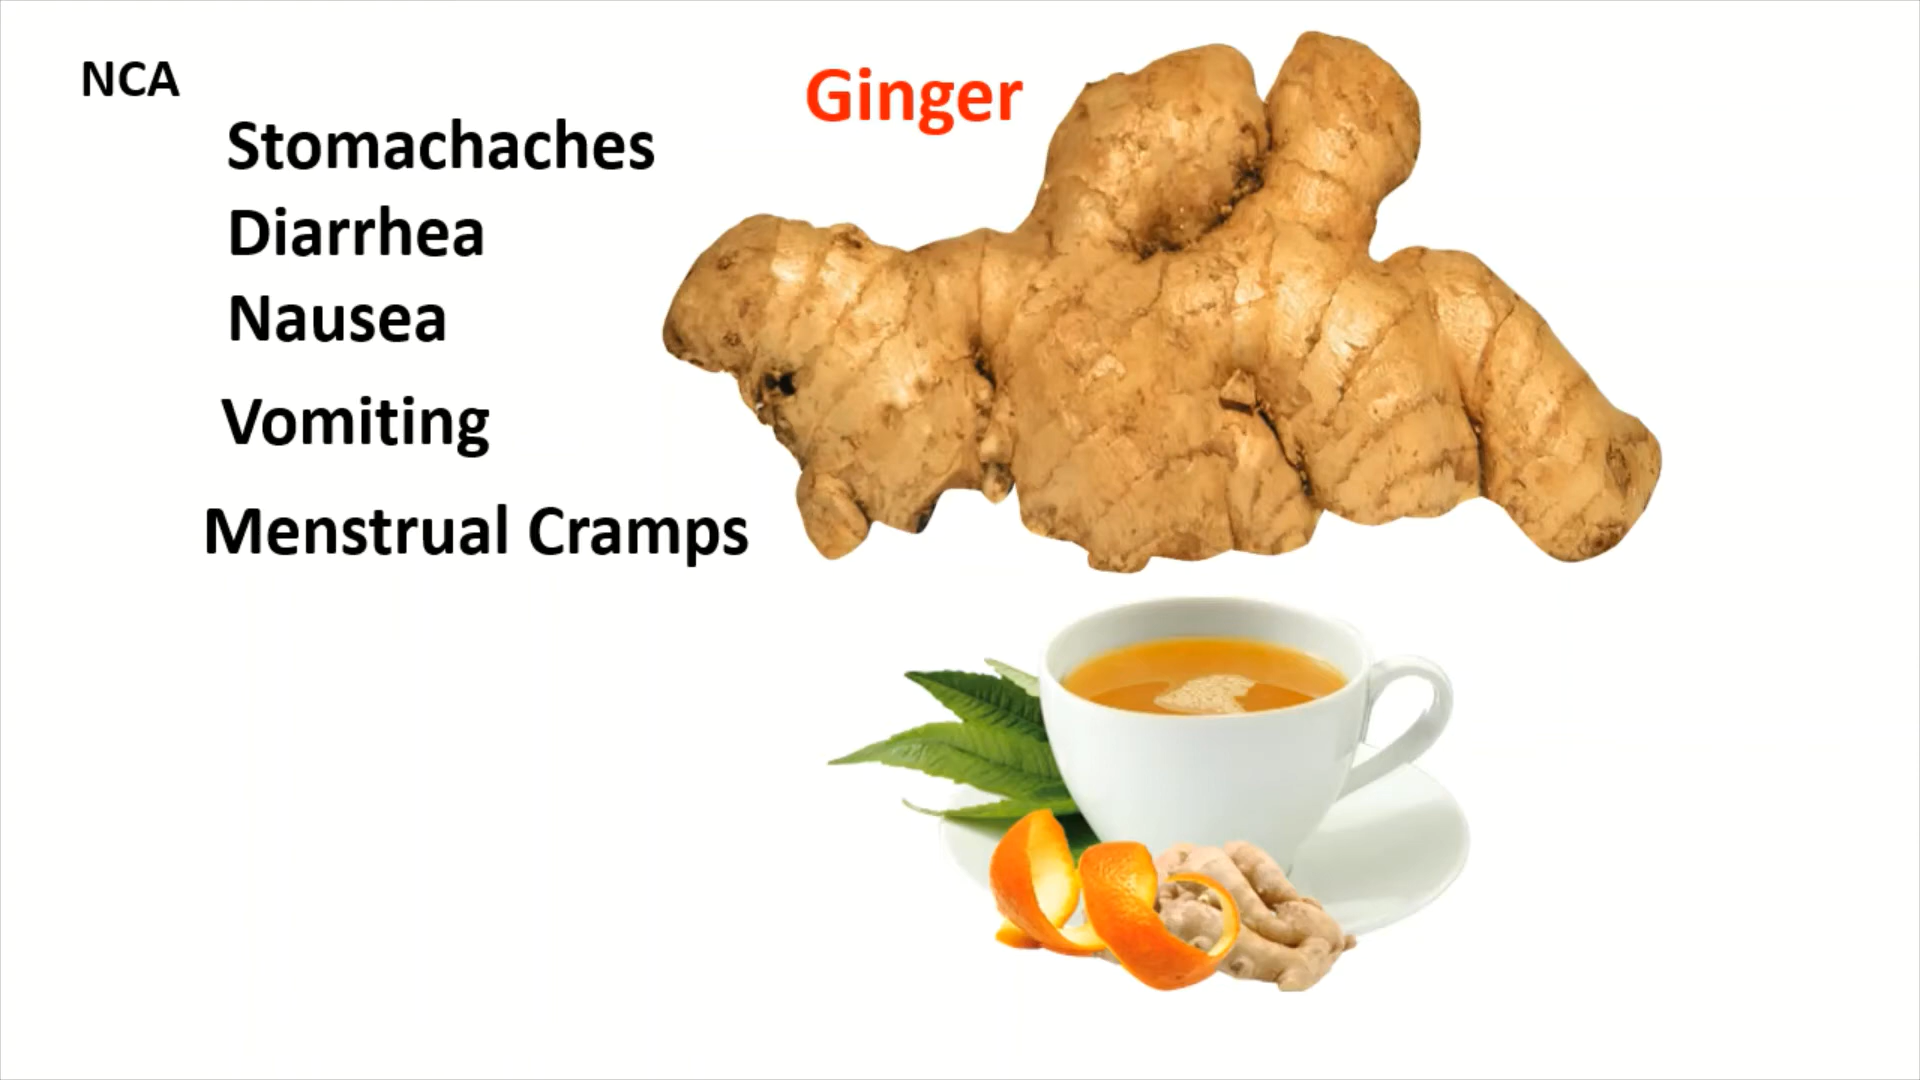 NCA
Ginger
Stomachaches
Diarrhea
Nausea
Vomiting
Menstrual Cramps